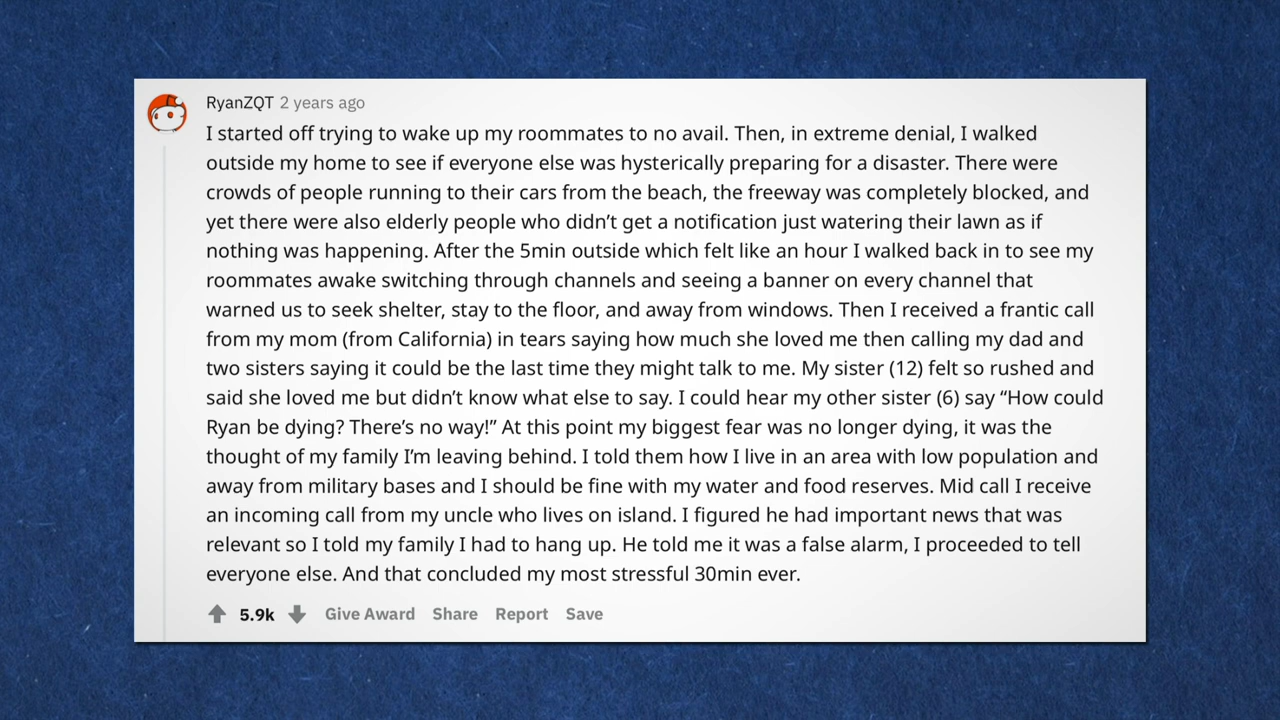 RyanZQT 2 years ago
I started off trying to wake up my roommates to no avail. Then, in extreme denial, I walked
outside my home to see if everyone else was hysterically preparing for a disaster. There were
crowds of people running to their cars from the beach, the freeway was completely blocked, and
yet there were also elderly people who didn’t get a notification just watering their lawn as if
nothing was happening. After the 5min outside which felt like an hour I walked back in to see my
roommates awake switching through channels and seeing a banner on every channel that
warned us to seek shelter, stay to the floor, and away from windows. Then I received a frantic call
from my mom (from California) in tears saying how much she loved me then calling my dad and
two sisters saying it could be the last time they might talk to me. My sister (12) felt so rushed and
said she loved me but didn’t know what else to say. I could hear my other sister (6) say “How could
Ryan be dying? There’s no way!” At this point my biggest fear was no longer dying, it was the
thought of my family I’m leaving behind. I told them how I live in an area with low population and
away from military bases and I should be fine with my water and food reserves. Mid call I receive
an incoming call from my uncle who lives on island. I figured he had important news that was
relevant so I told my family I had to hang up. He told me it was a false alarm, I proceeded to tell
everyone else. And that concluded my most stressful 30min ever.
5.9k Give Award Share Report Save